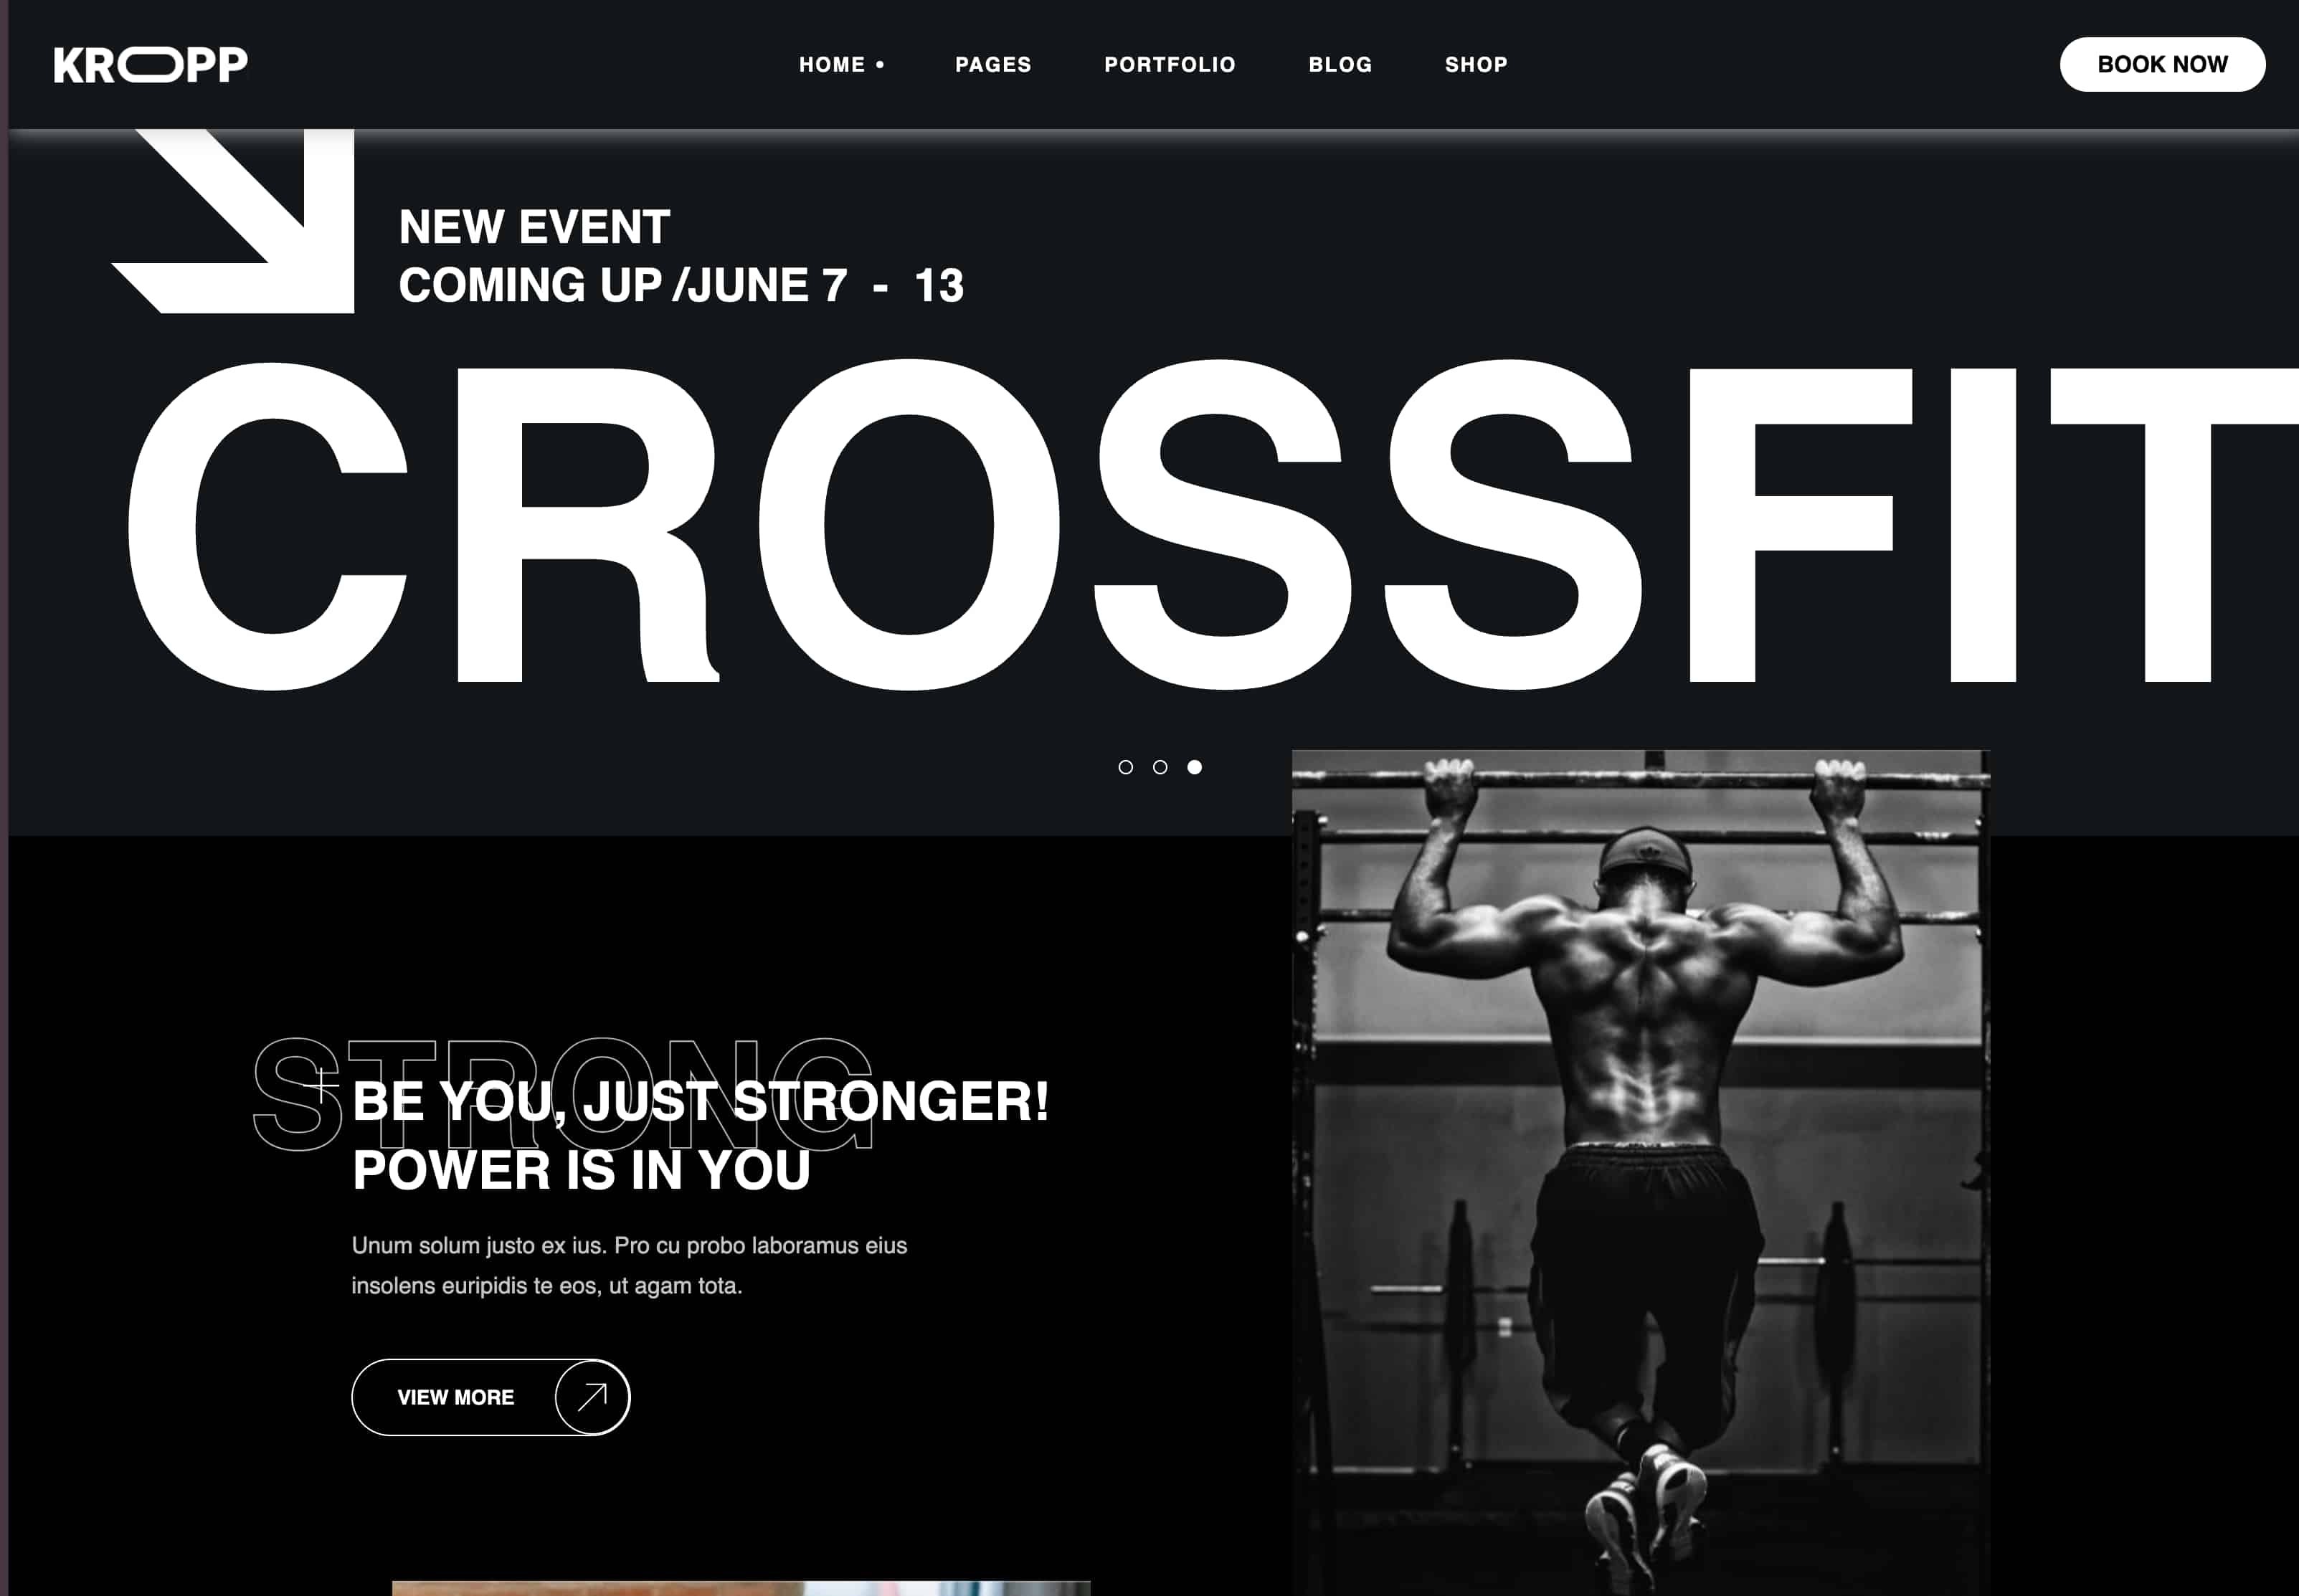 KROPP
HOME • PAGES PORTFOLIO BLOG SHOP
BOOK NOW
NEW EVENT
COMING UP /JUNE 7 - 13
CROSSFIT
STRONG
BE YOU, JUST STRONGER!
POWER IS IN YOU
Unum solum justo ex ius. Pro cu probo laboramus eius
insolens euripidis te eos, ut agam tota.
VIEW MORE